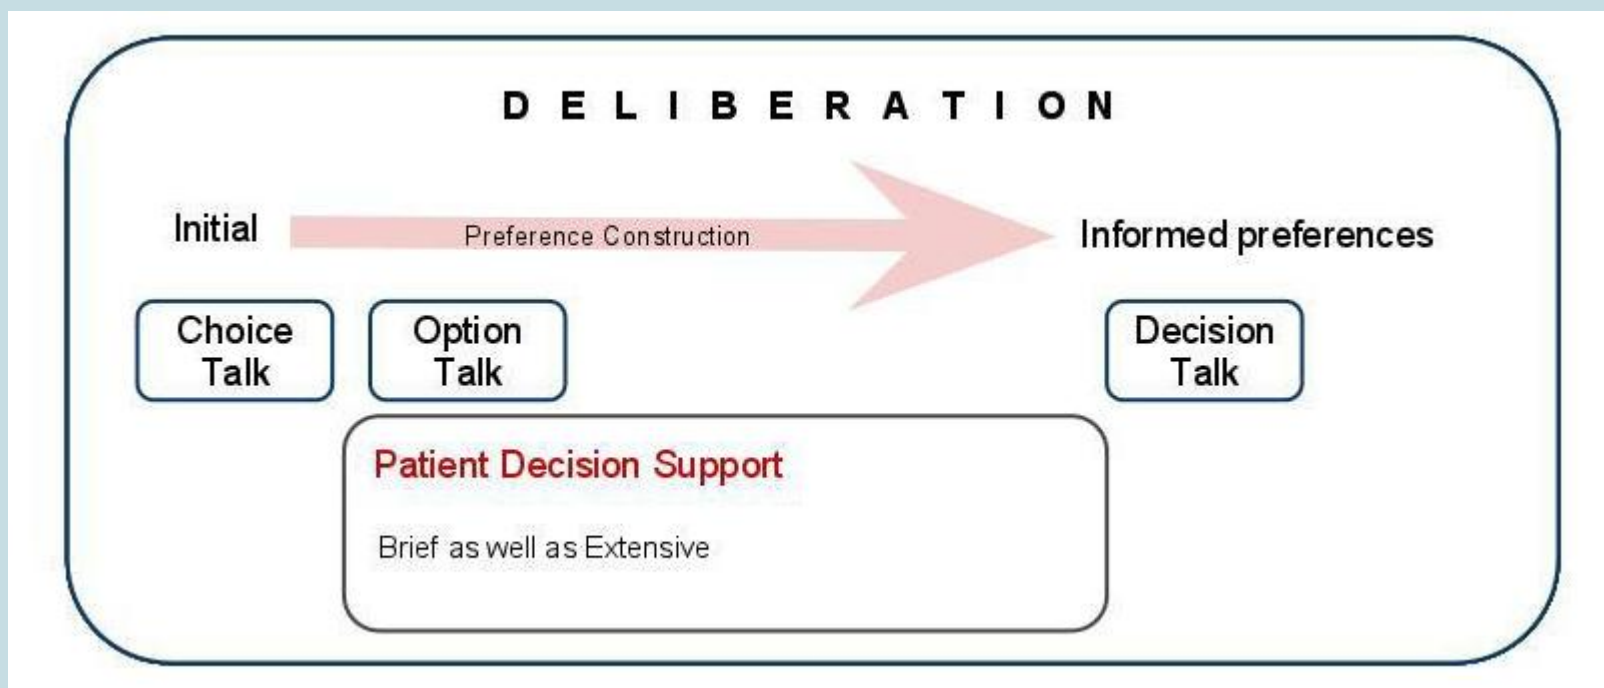 DELIBERATION
Initial
Preference Construction
Informed preferences
Choice
Talk
Option
Talk
Decision
Talk
Patient Decision Support
Brief as well as Extensive